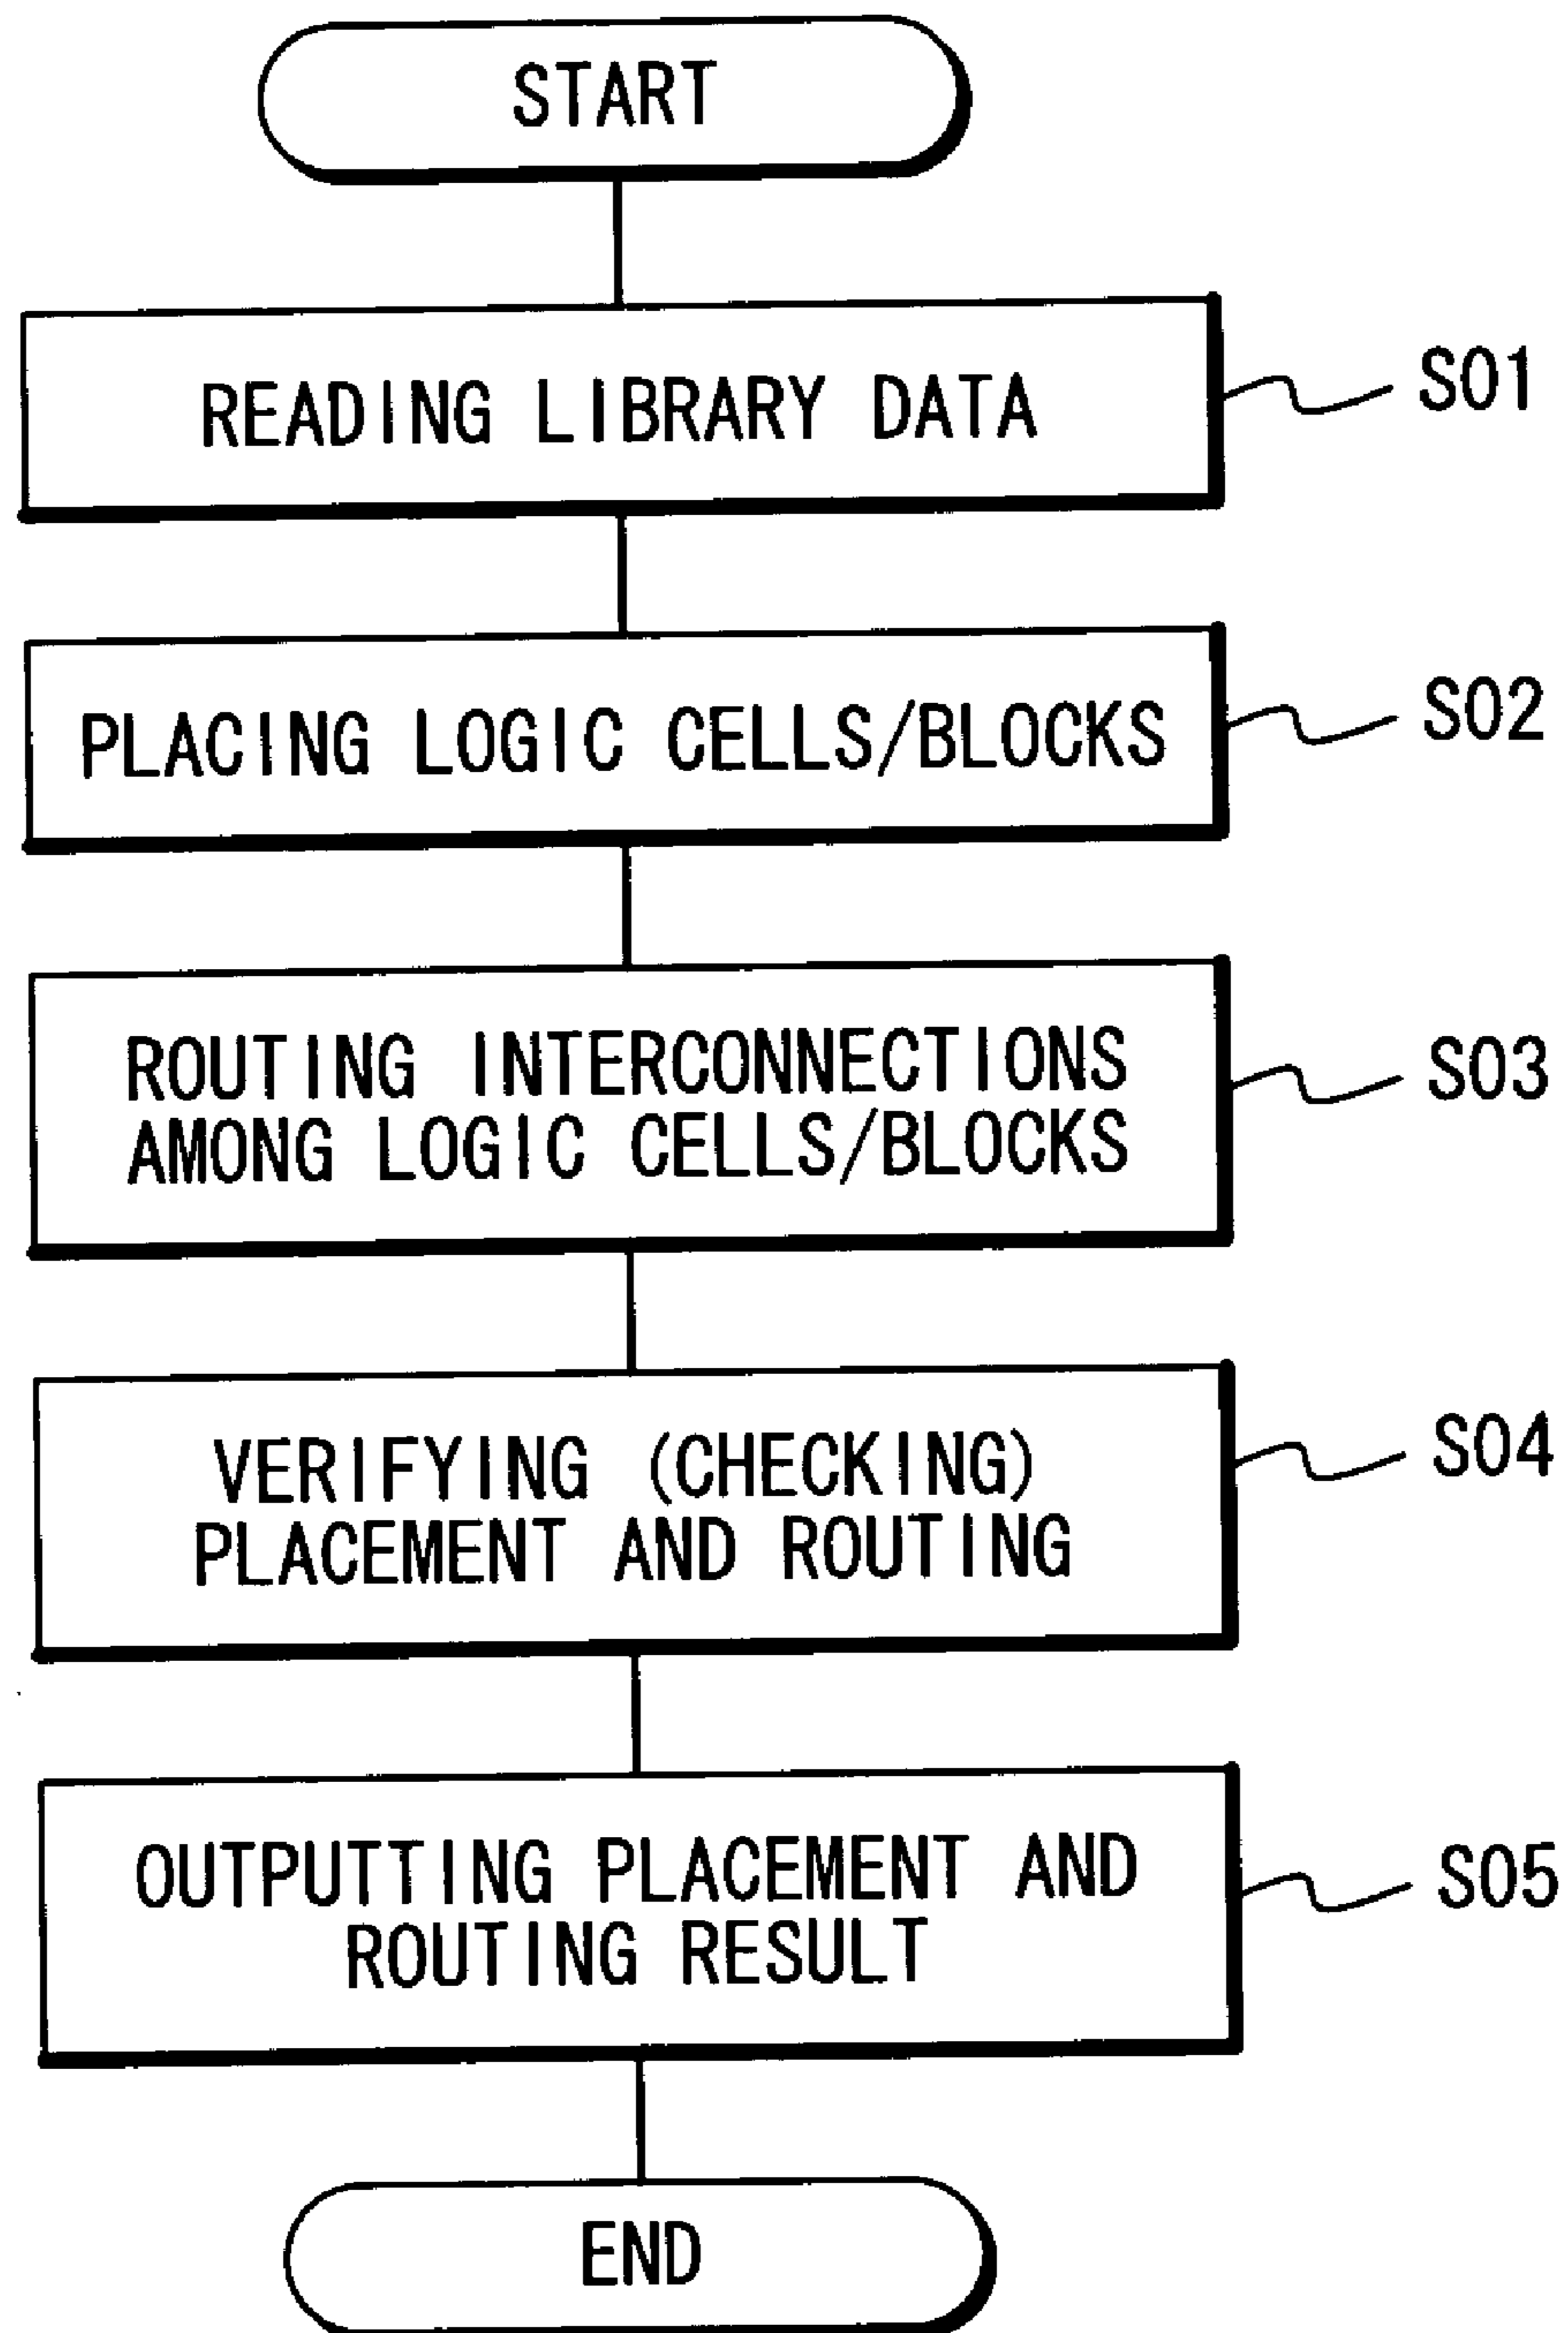 START
READING LIBRARY DATA
S01
PLACING LOGIC CELLS/BLOCKS
S02
ROUTING INTERCONNECTIONS
AMONG LOGIC CELLS/BLOCKS
S03
VERIFYING (CHECKING)
PLACEMENT AND ROUTING
S04
OUTPUTTING PLACEMENT AND
ROUTING RESULT
S05
END